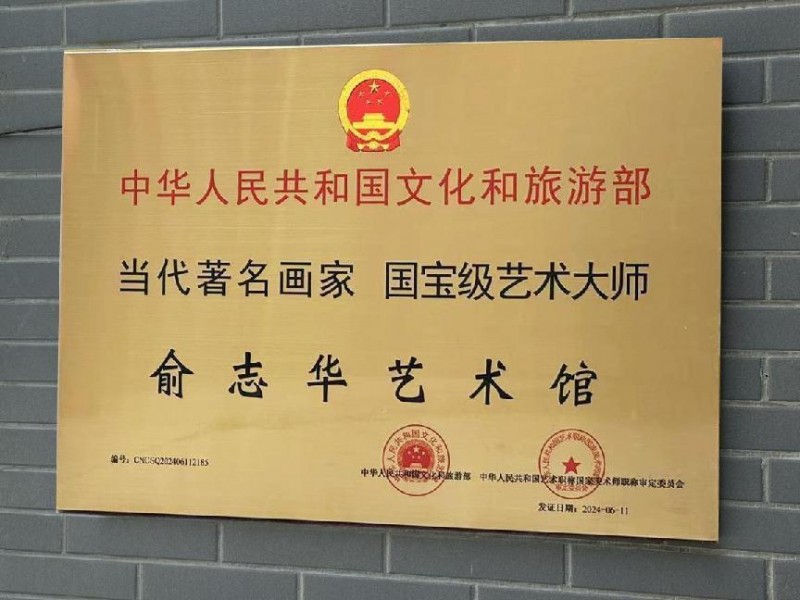 中华人民共和国文化和旅游部
当代著名画家 国宝级艺术大师
俞志华艺术馆
编号:CNCSQ202406112185
中华人民共和国文化和旅游部 中华人民共和国艺术职称国家美术师职称审定委员会
发证日期:2024-06-11